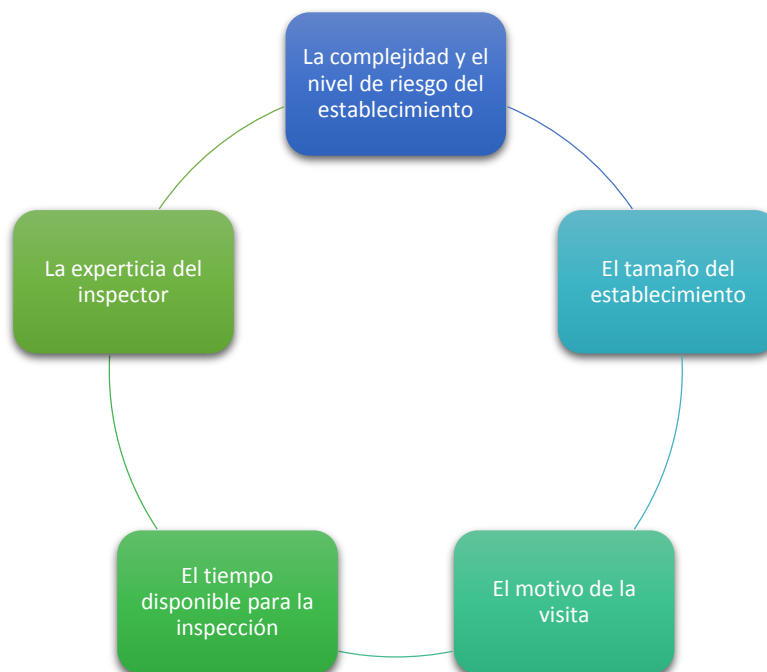 La complejidad y el
nivel de riesgo del
establecimiento
El tamaño del
establecimiento
El motivo de la
visita
El tiempo
disponible para la
inspección
La experticia del
inspector